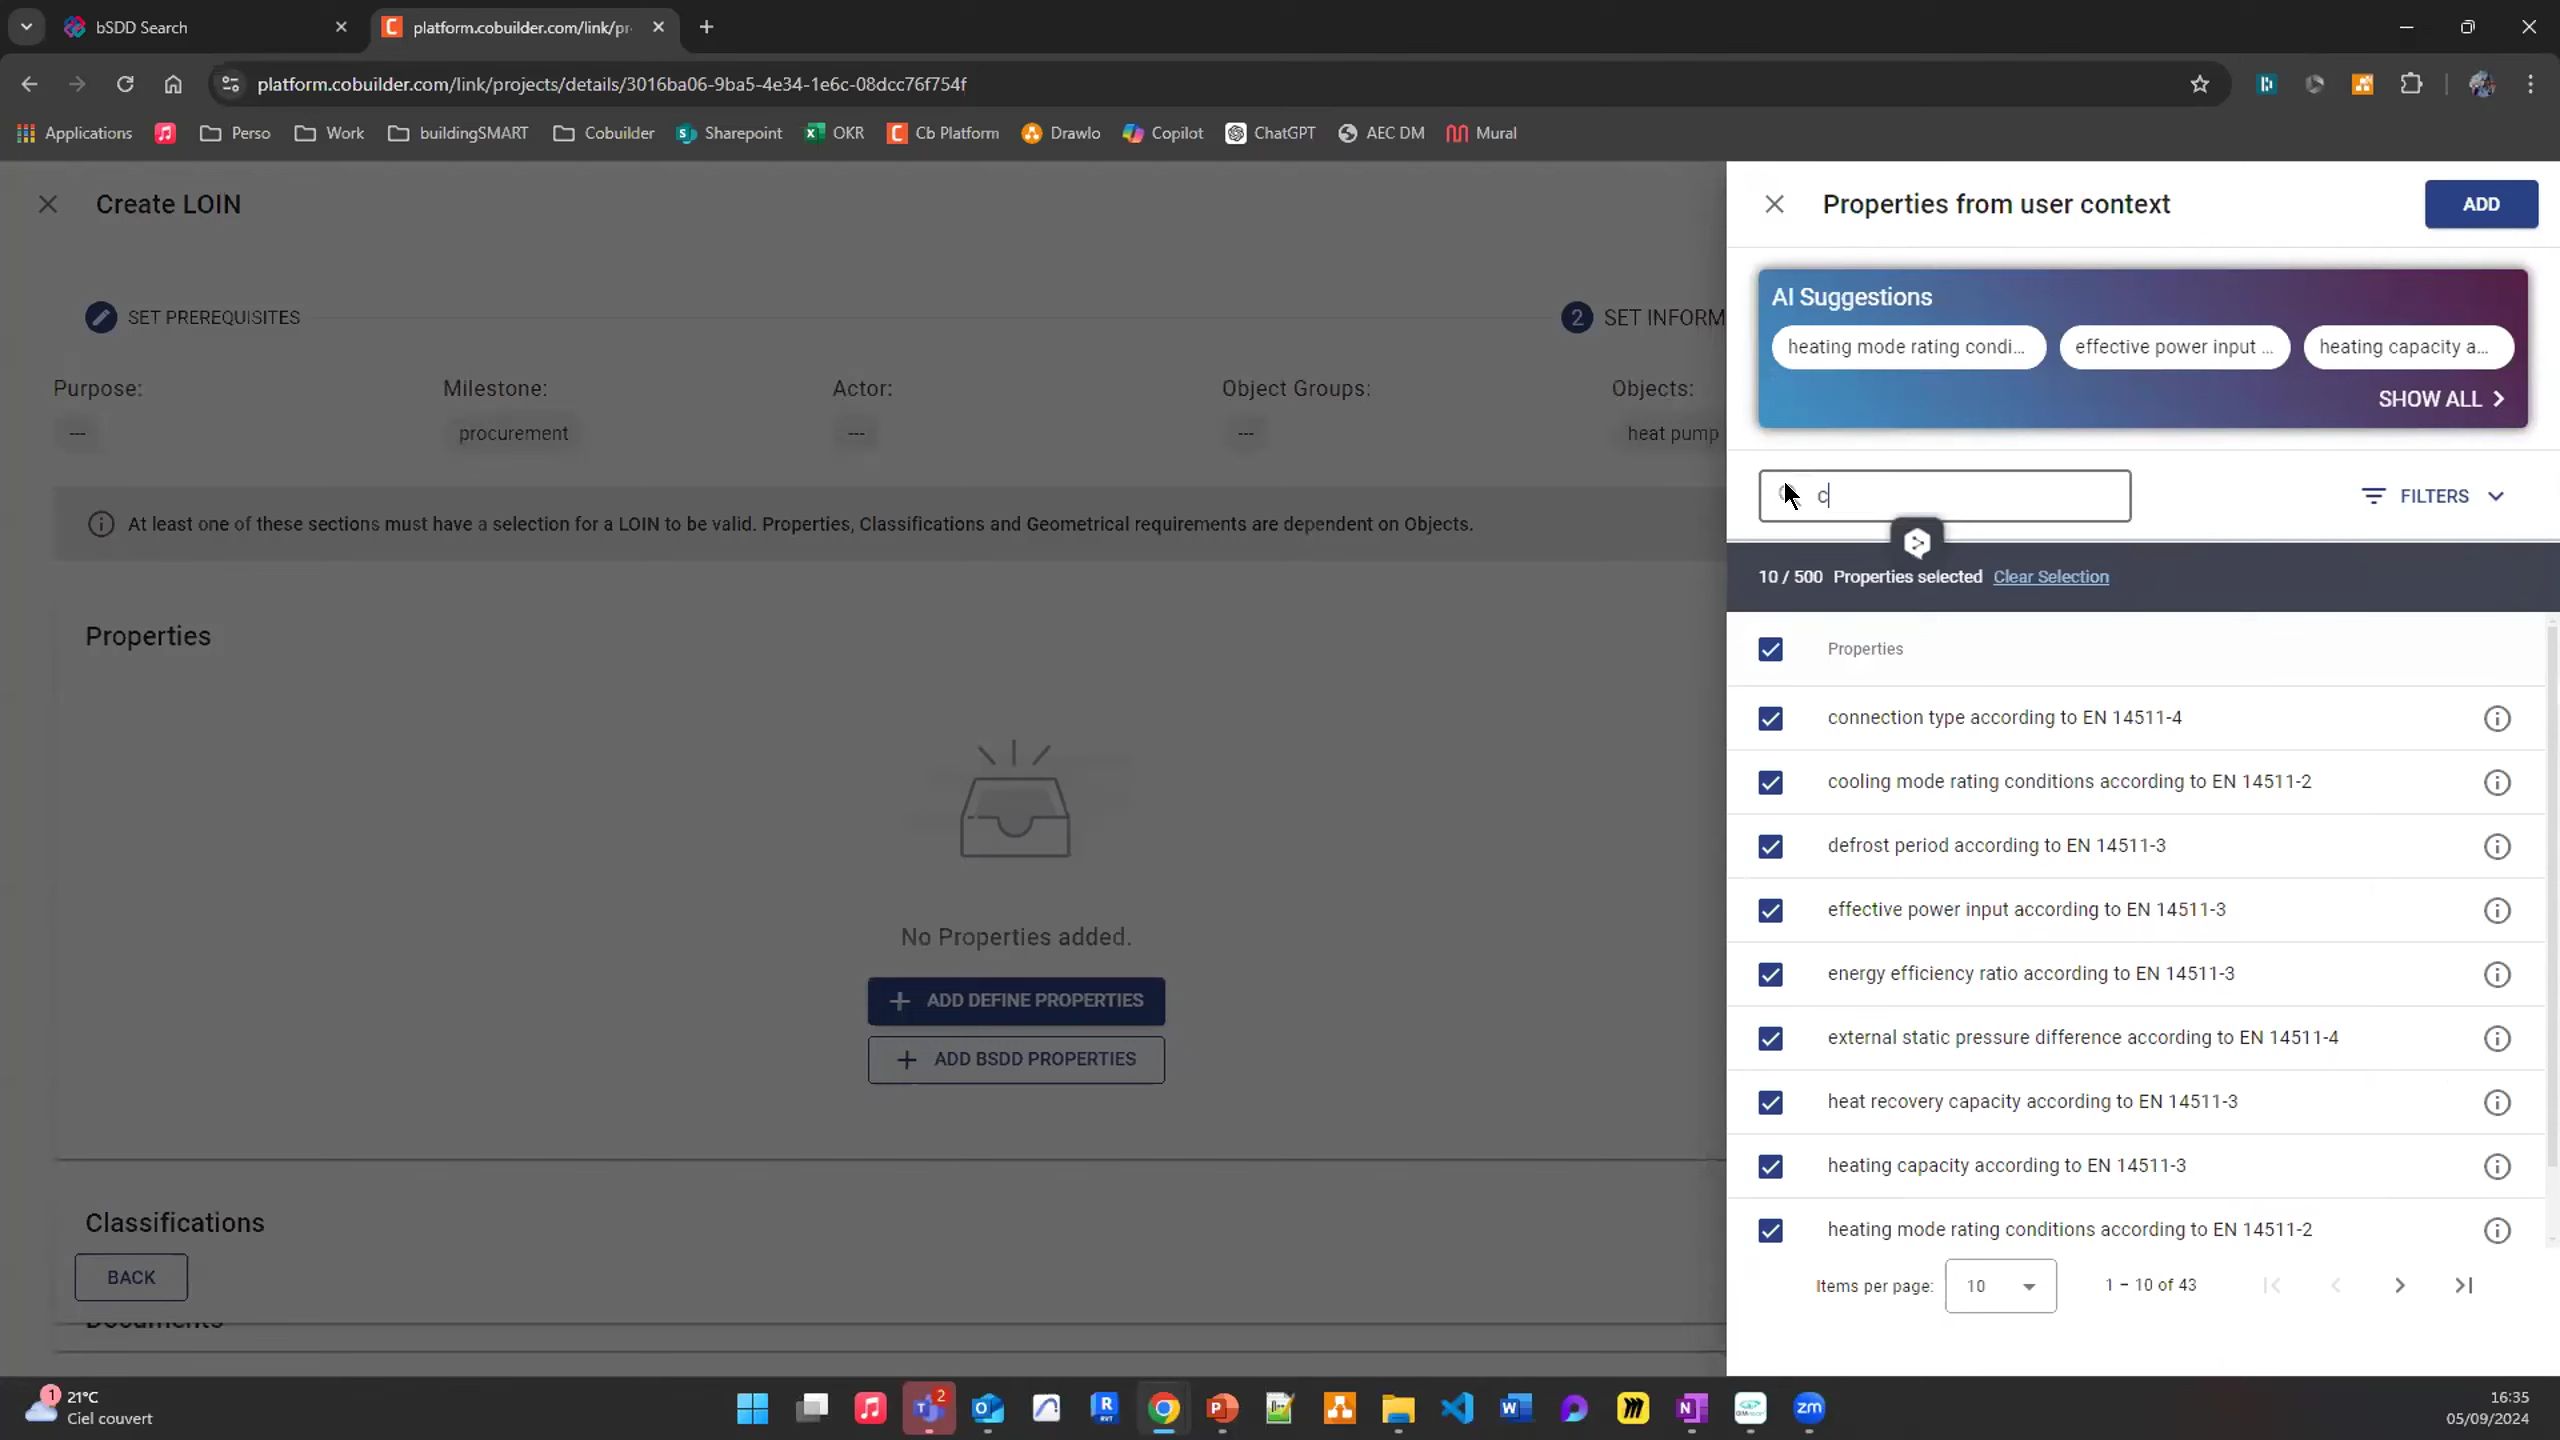 bSDD Search
platform.cobuilder.com/link/pr
platform.cobuilder.com/link/projects/details/3016ba06-9ba5-4e34-1e6c-08dcc76f754f
Applications
Perso
Work
buildingSMART
Cobuilder
Sharepoint
OKR
Cb Platform
Drawlo
Copilot
ChatGPT
AEC DM
Mural
Create LOIN
SET PREREQUISITES
2 SET INFORM
Purpose:
---
Milestone:
procurement
Actor:
---
Object Groups:
---
Objects:
heat pump
At least one of these sections must have a selection for a LOIN to be valid. Properties, Classifications and Geometrical requirements are dependent on Objects.
Properties
No Properties added.
ADD DEFINE PROPERTIES
ADD BSDD PROPERTIES
Classifications
BACK
Documents
Properties from user context
ADD
AI Suggestions
heating mode rating condi...
effective power input ...
heating capacity a...
SHOW ALL
c
FILTERS
10 / 500 Properties selected Clear Selection
Properties
connection type according to EN 14511-4
cooling mode rating conditions according to EN 14511-2
defrost period according to EN 14511-3
effective power input according to EN 14511-3
energy efficiency ratio according to EN 14511-3
external static pressure difference according to EN 14511-4
heat recovery capacity according to EN 14511-3
heating capacity according to EN 14511-3
heating mode rating conditions according to EN 14511-2
Items per page: 10 1 – 10 of 43
1
21°C
Ciel couvert
2
16:35
05/09/2024